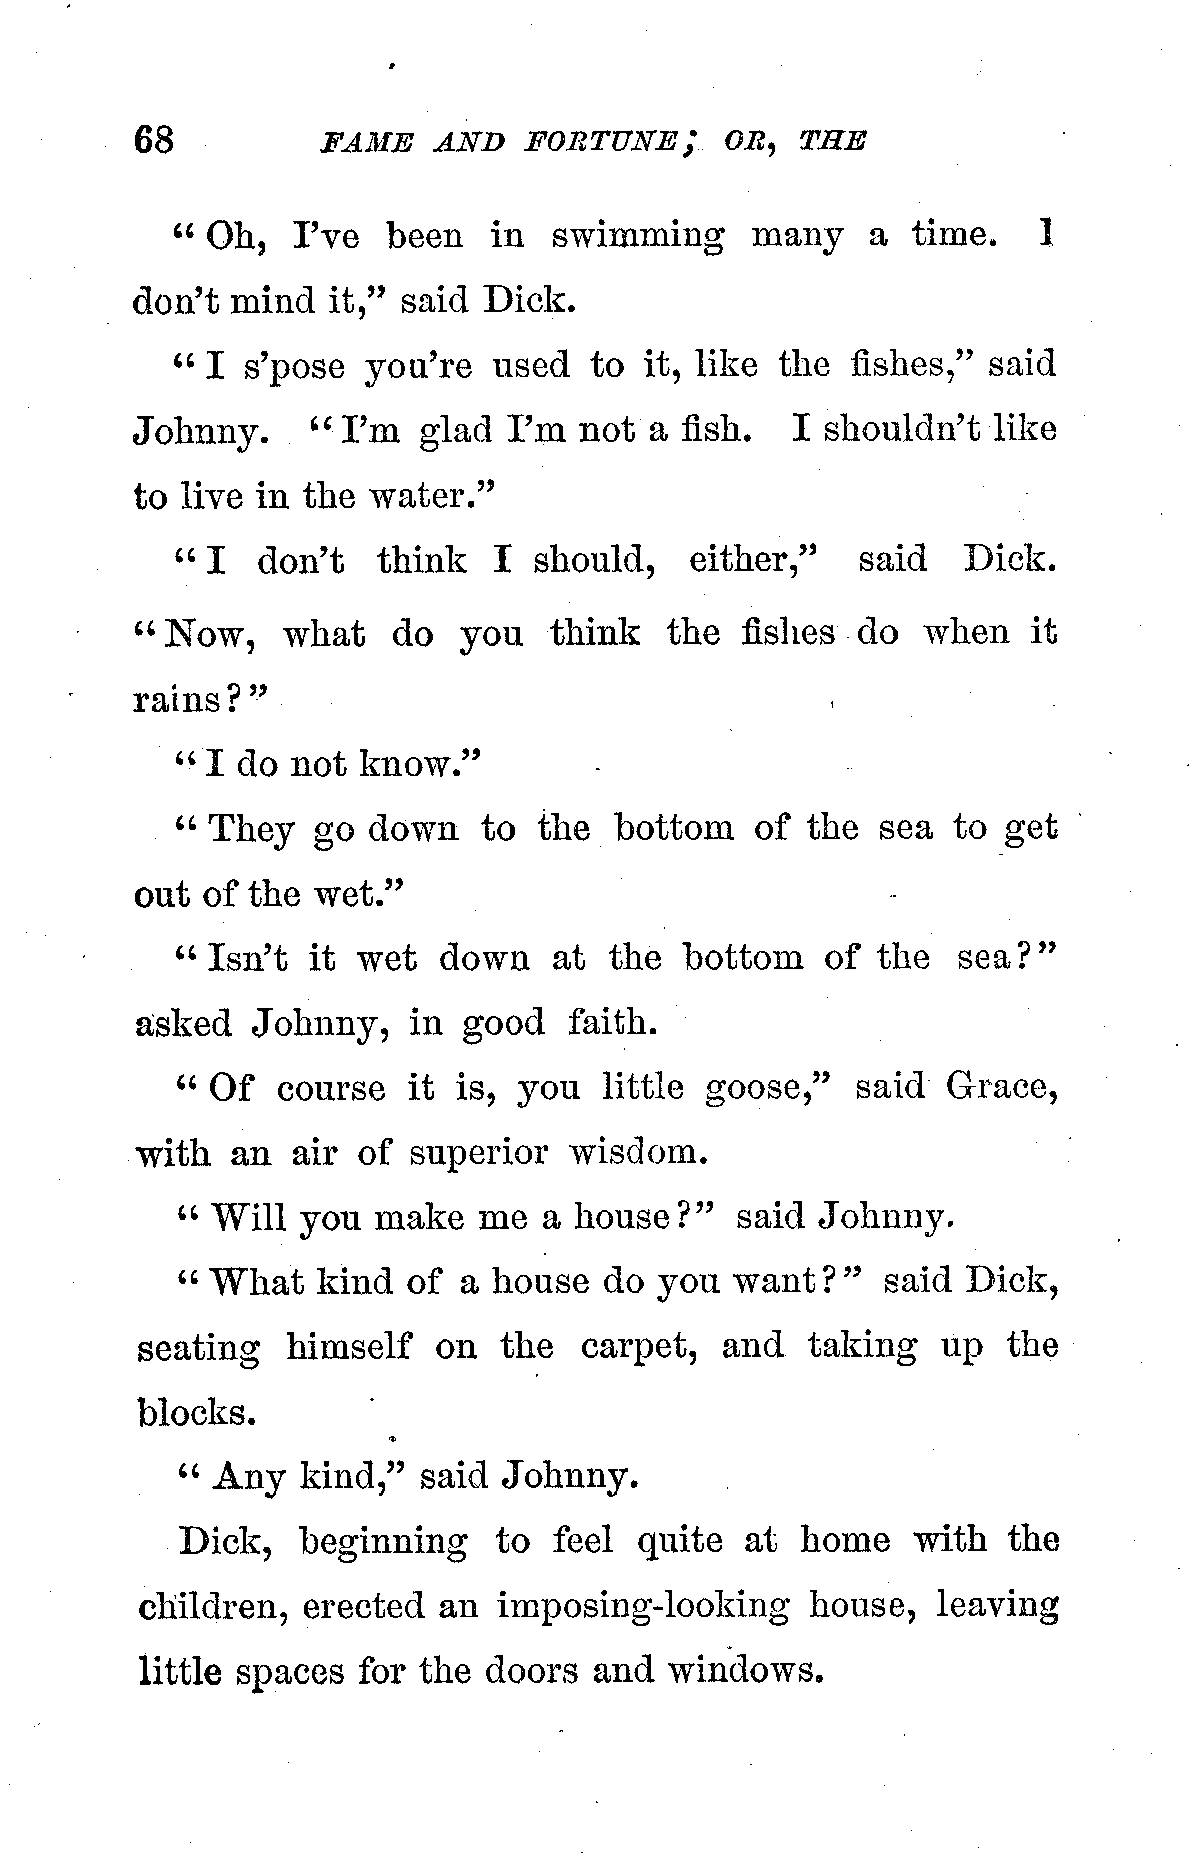 68 FAME AND FORTUNE; OR, THE
"Oh, I've been in swimming many a time. I
don't mind it," said Dick.
"I s'pose you're used to it, like the fishes," said
Johnny. "I'm glad I'm not a fish. I shouldn't like
to live in the water."
"I don't think I should, either," said Dick.
"Now, what do you think the fishes do when it
rains?"
"I do not know."
"They go down to the bottom of the sea to get
out of the wet."
"Isn't it wet down at the bottom of the sea?"
asked Johnny, in good faith.
"Of course it is, you little goose," said Grace,
with an air of superior wisdom.
"Will you make me a house?" said Johnny.
"What kind of a house do you want?" said Dick,
seating himself on the carpet, and taking up the
blocks.
"Any kind," said Johnny.
Dick, beginning to feel quite at home with the
children, erected an imposing-looking house, leaving
little spaces for the doors and windows.